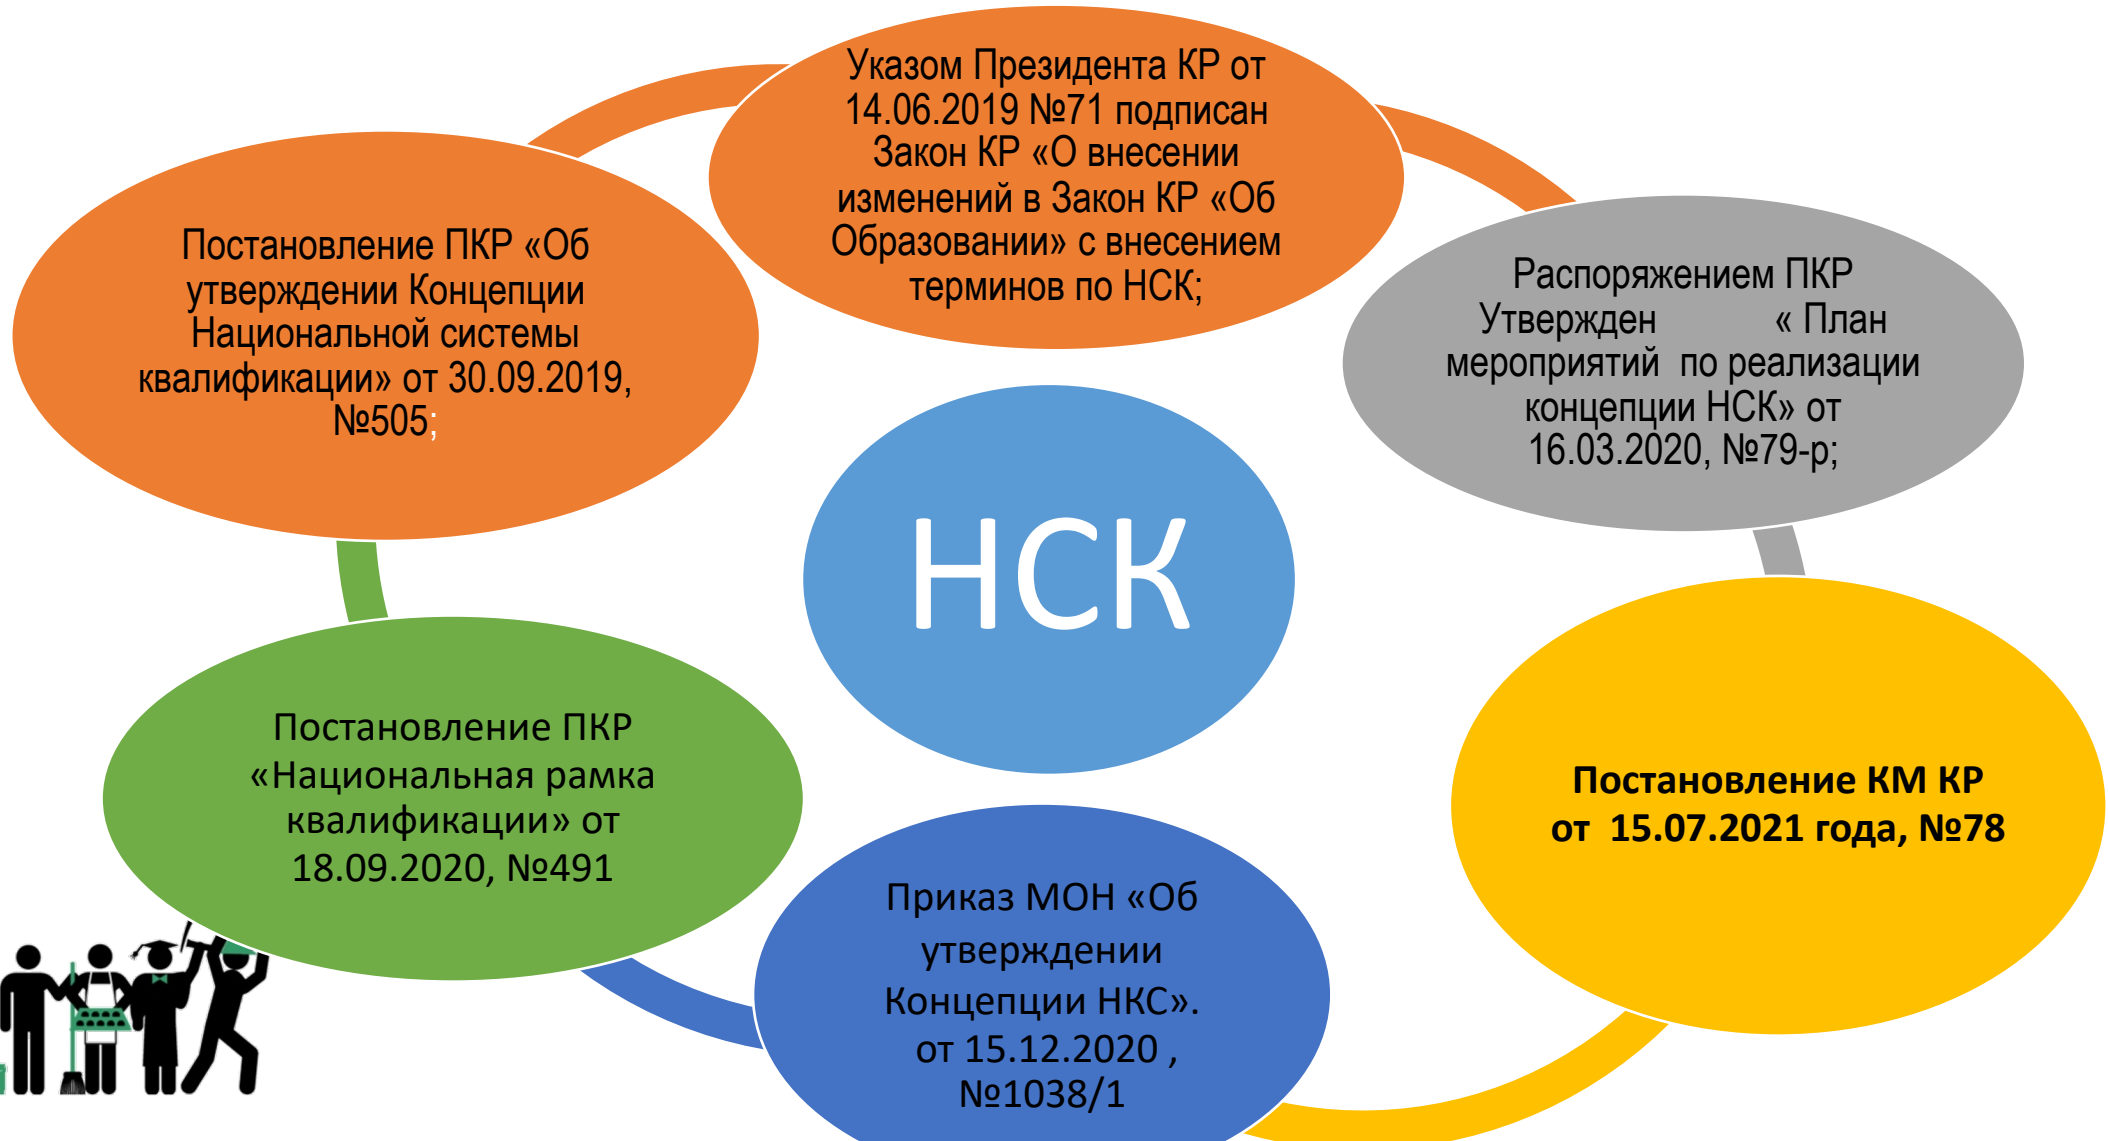 Указом Президента КР от
14.06.2019 №71 подписан
Закон КР «О внесении
изменений в Закон КР «Об
Образовании» с внесением
терминов по НСК;
Постановление ПКР «Об
утверждении Концепции
Национальной системы
квалификации» от 30.09.2019,
№505;
Распоряжением ПКР
Утвержден « План
мероприятий по реализации
концепции НСК» от
16.03.2020, №79-р;
НСК
Постановление ПКР
«Национальная рамка
квалификации» от
18.09.2020, №491
Постановление КМ КР
от 15.07.2021 года, №78
Приказ МОН «Об
утверждении
Концепции НКС».
от 15.12.2020 ,
№1038/1